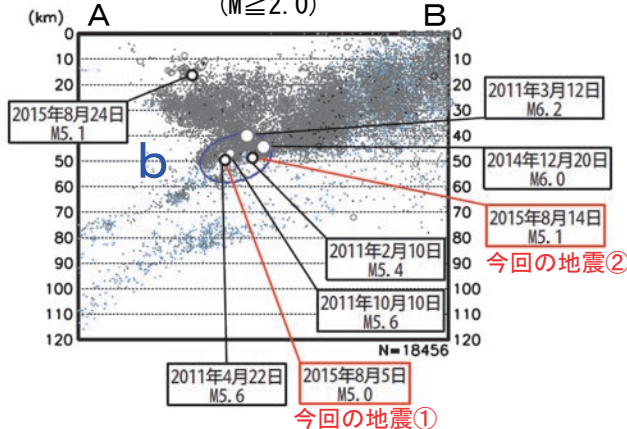 (M≦2.0)
(km)
A
B
0
10
20
30
40
50
60
70
80
90
100
110
120
0
10
20
30
40
50
60
70
80
90
100
110
120
b
2015年8月24日
M5.1
2011年3月12日
M6.2
2014年12月20日
M6.0
2015年8月14日
M5.1
今回の地震②
2011年2月10日
M5.4
2011年10月10日
M5.6
N=18456
2011年4月22日
M5.6
2015年8月5日
M5.0
今回の地震①